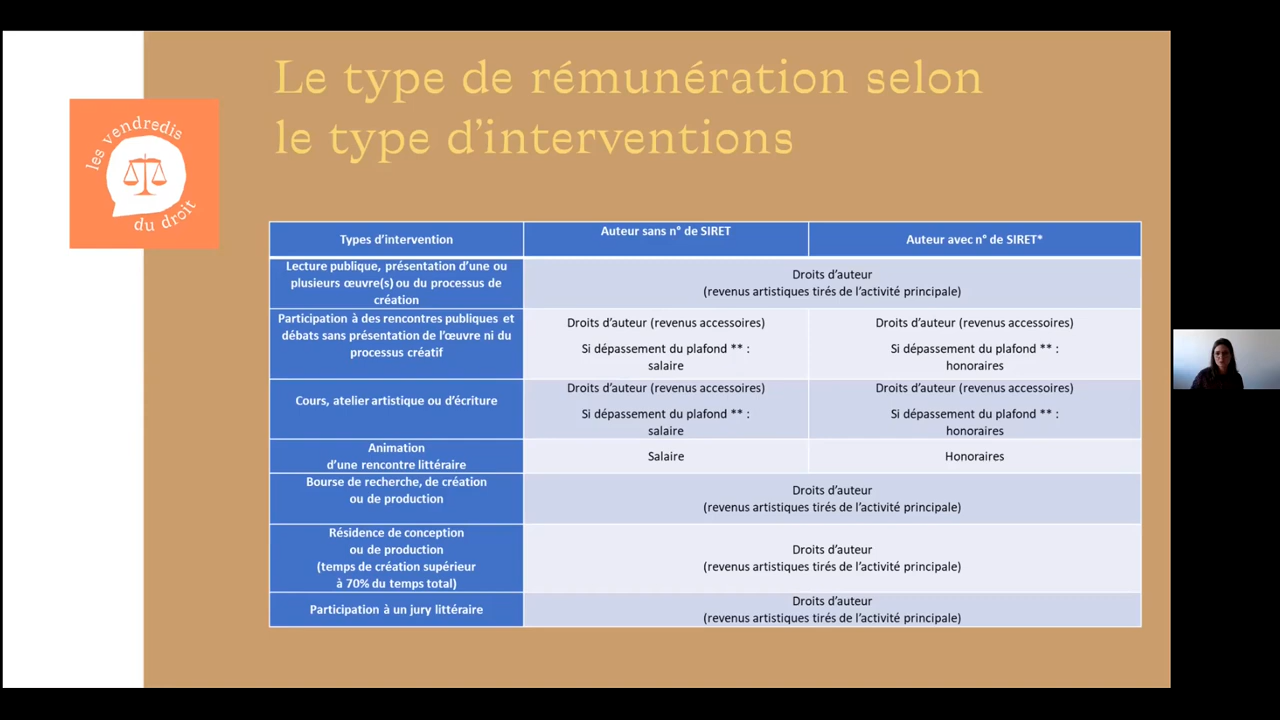 Le type de rémunération selon
le type d'interventions
les vendredis
du droit
Types d'intervention
Auteur sans n° de SIRET
Auteur avec n° de SIRET*
Lecture publique, présentation d'une ou
plusieurs œuvre(s) ou du processus de
création
Droits d'auteur
(revenus artistiques tirés de l'activité principale)
Participation à des rencontres publiques et
débats sans présentation de l'œuvre ni du
processus créatif
Droits d'auteur (revenus accessoires)
Si dépassement du plafond ** :
salaire
Droits d'auteur (revenus accessoires)
Si dépassement du plafond ** :
honoraires
Cours, atelier artistique ou d'écriture
Droits d'auteur (revenus accessoires)
Si dépassement du plafond ** :
salaire
Droits d'auteur (revenus accessoires)
Si dépassement du plafond ** :
honoraires
Animation
d'une rencontre littéraire
Salaire
Honoraires
Bourse de recherche, de création
ou de production
Droits d'auteur
(revenus artistiques tirés de l'activité principale)
Résidence de conception
ou de production
(temps de création supérieur
à 70% du temps total)
Droits d'auteur
(revenus artistiques tirés de l'activité principale)
Participation à un jury littéraire
Droits d'auteur
(revenus artistiques tirés de l'activité principale)